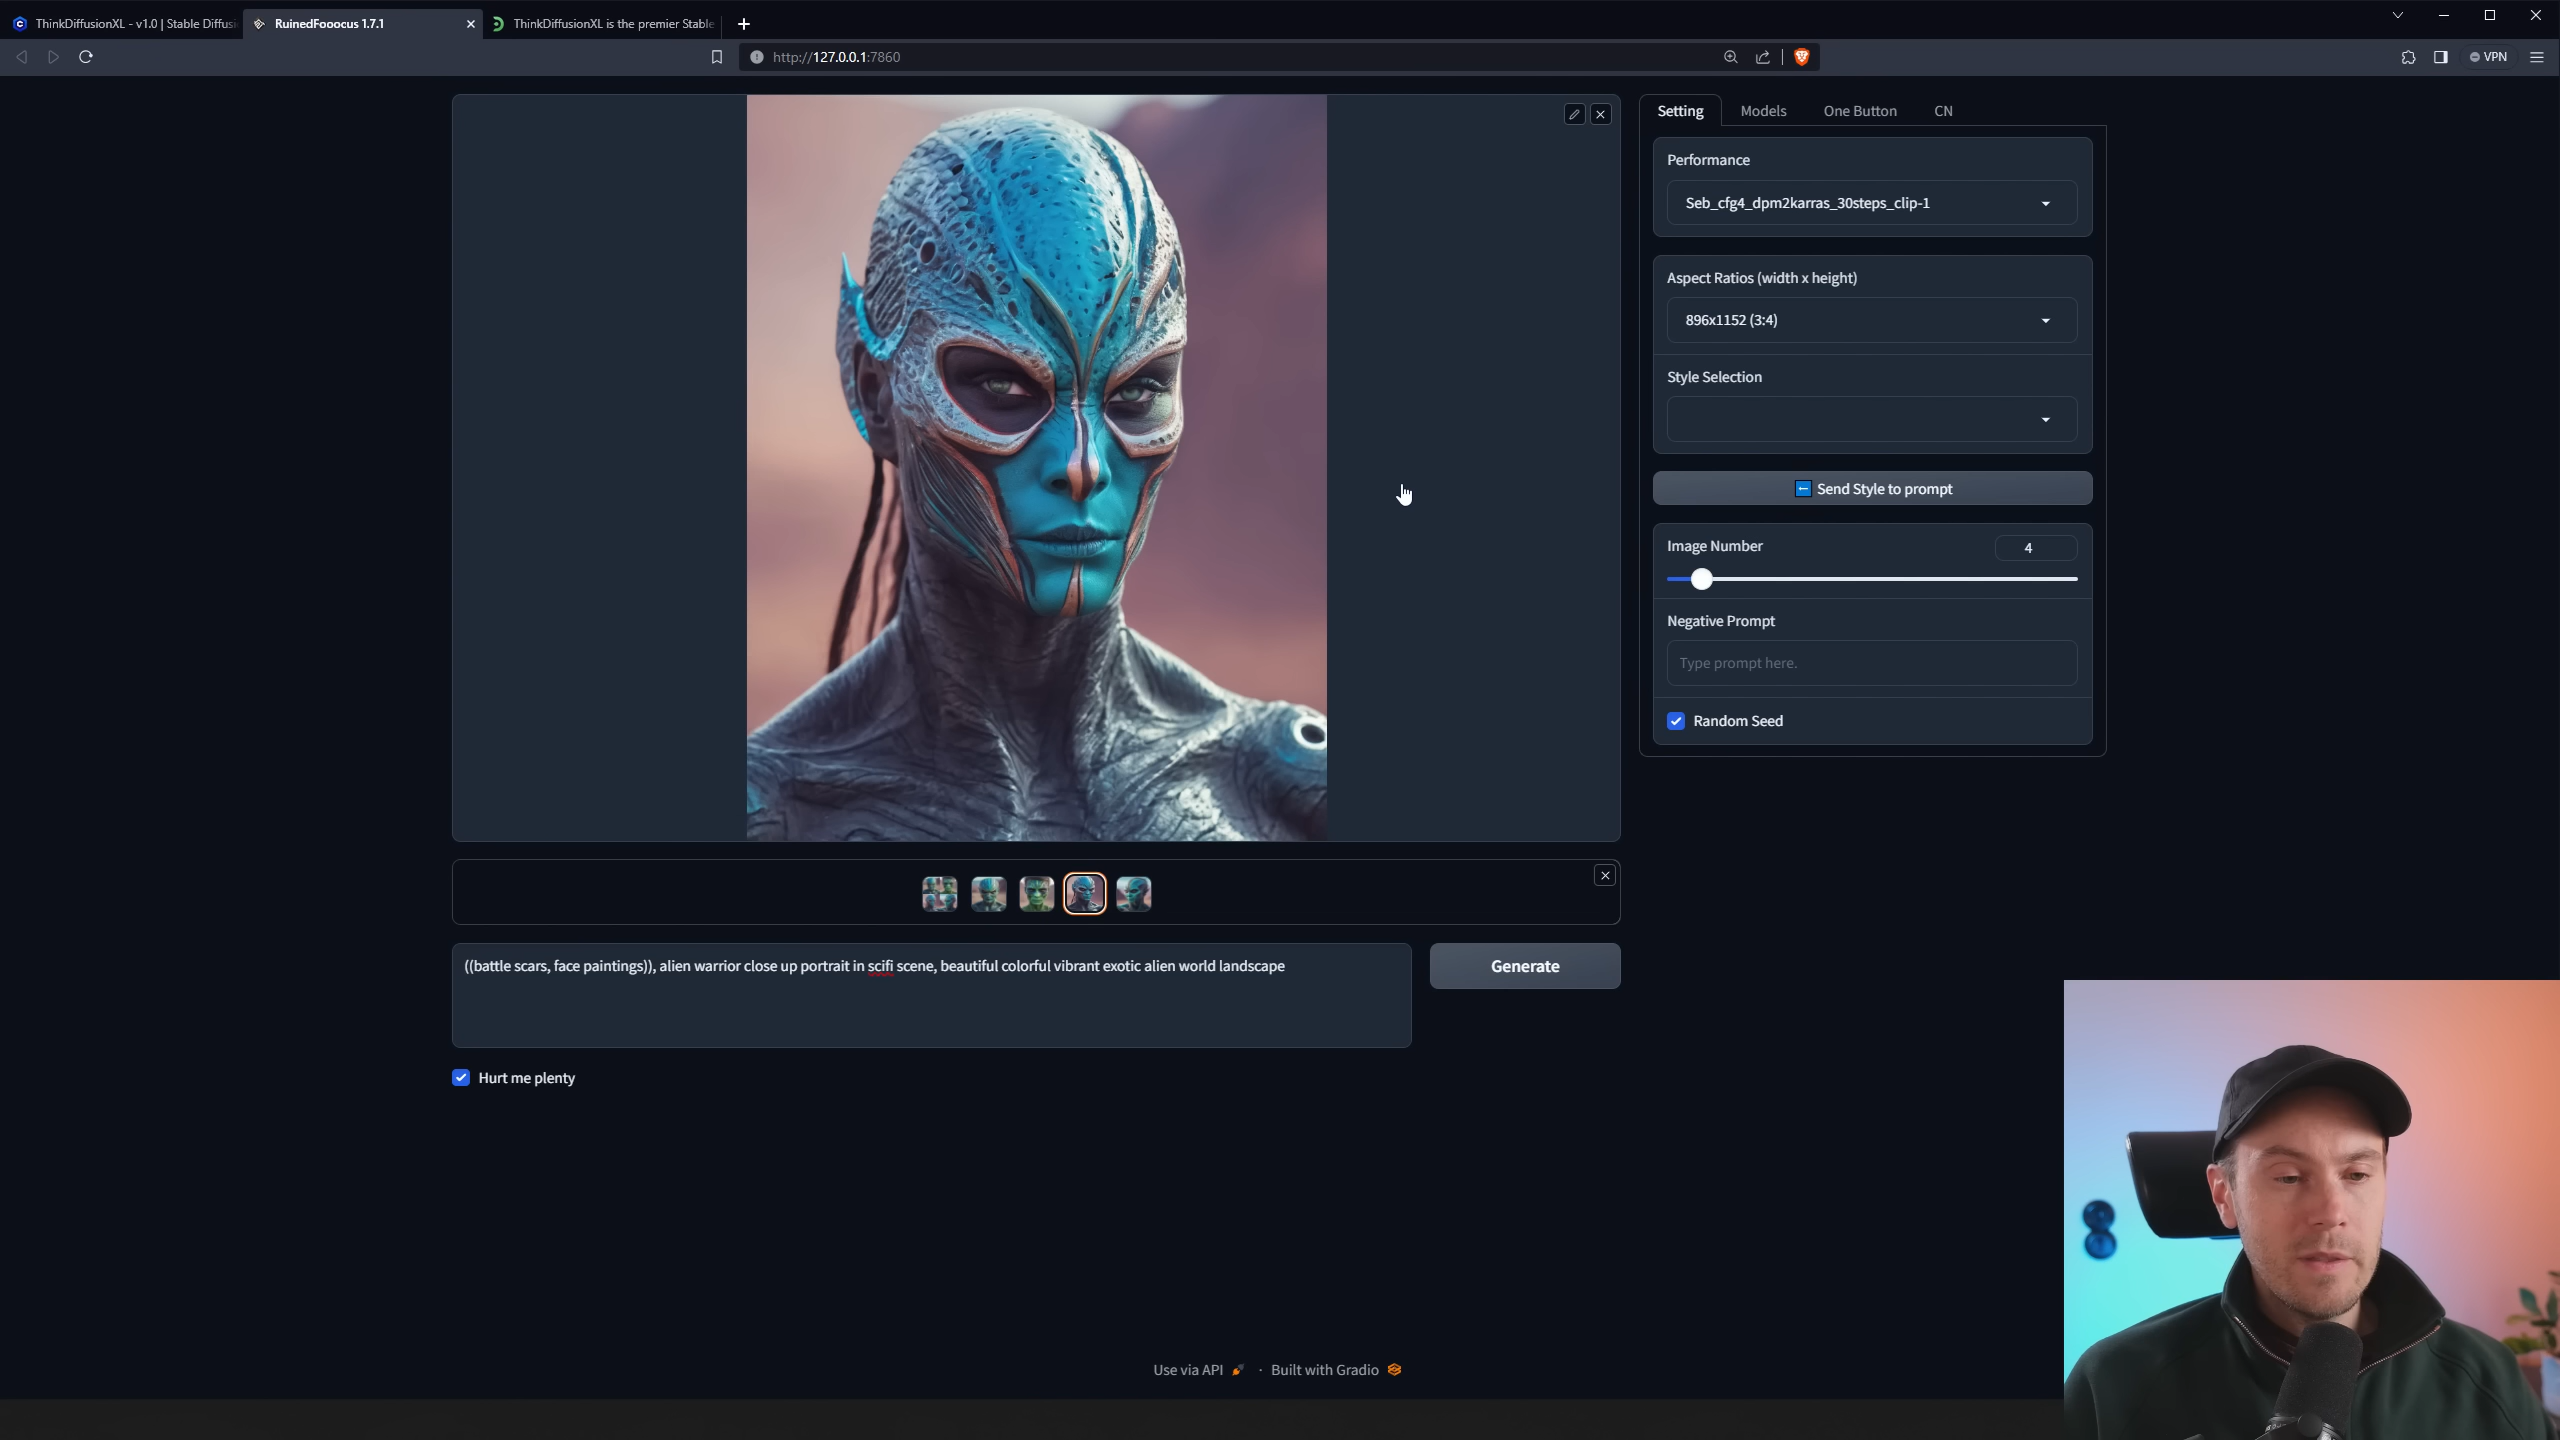 ThinkDiffusionXL - v1.0 | Stable Diffusi
RuinedFooocus 1.7.1
ThinkDiffusionXL is the premier Stable
http://127.0.0.1:7860
VPN
Setting
Models
One Button
CN
Performance
Seb_cfg4_dpm2karras_30steps_clip-1
Aspect Ratios (width x height)
896x1152 (3:4)
Style Selection
Send Style to prompt
Image Number
4
Negative Prompt
Type prompt here.
Random Seed
((battle scars, face paintings)), alien warrior close up portrait in scifi scene, beautiful colorful vibrant exotic alien world landscape
Generate
Hurt me plenty
Use via API
· Built with Gradio